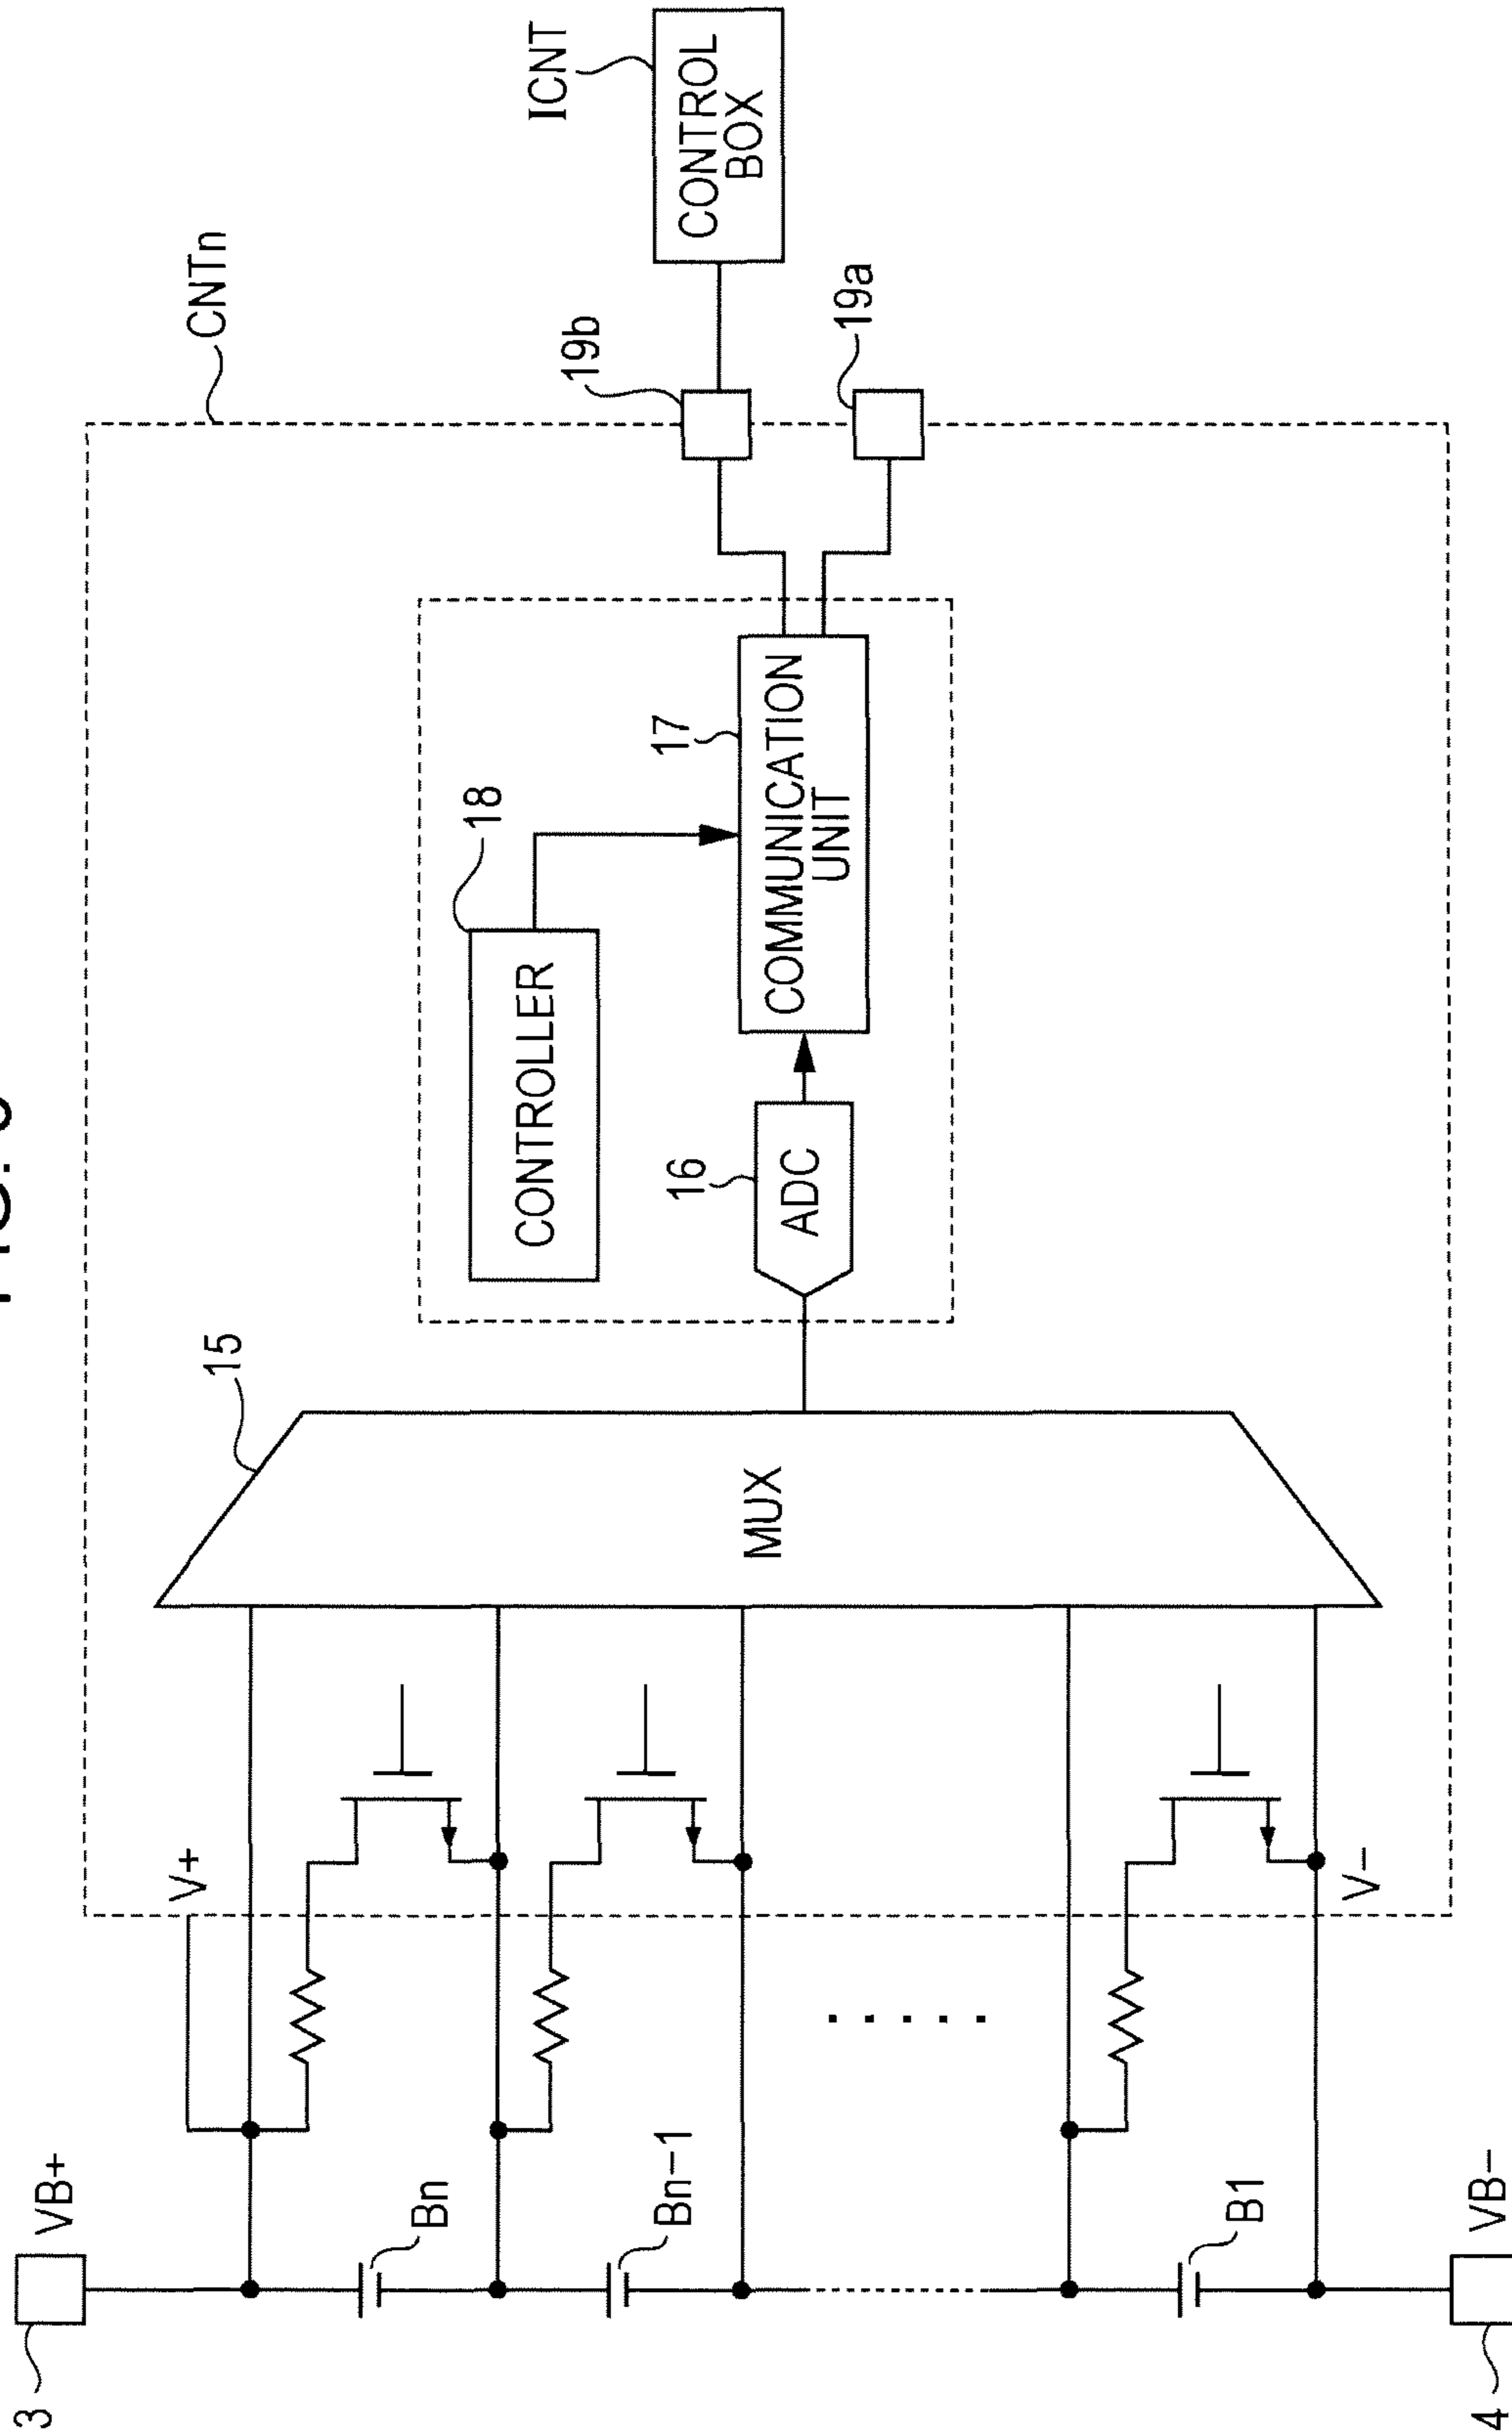 3
VB+
Bn
Bn−1
B1
VB−
4
V+
V−
15
MUX
16
ADC
CONTROLLER
18
17
COMMUNICATION
UNIT
CNTn
19b
19a
ICNT
CONTROL
BOX